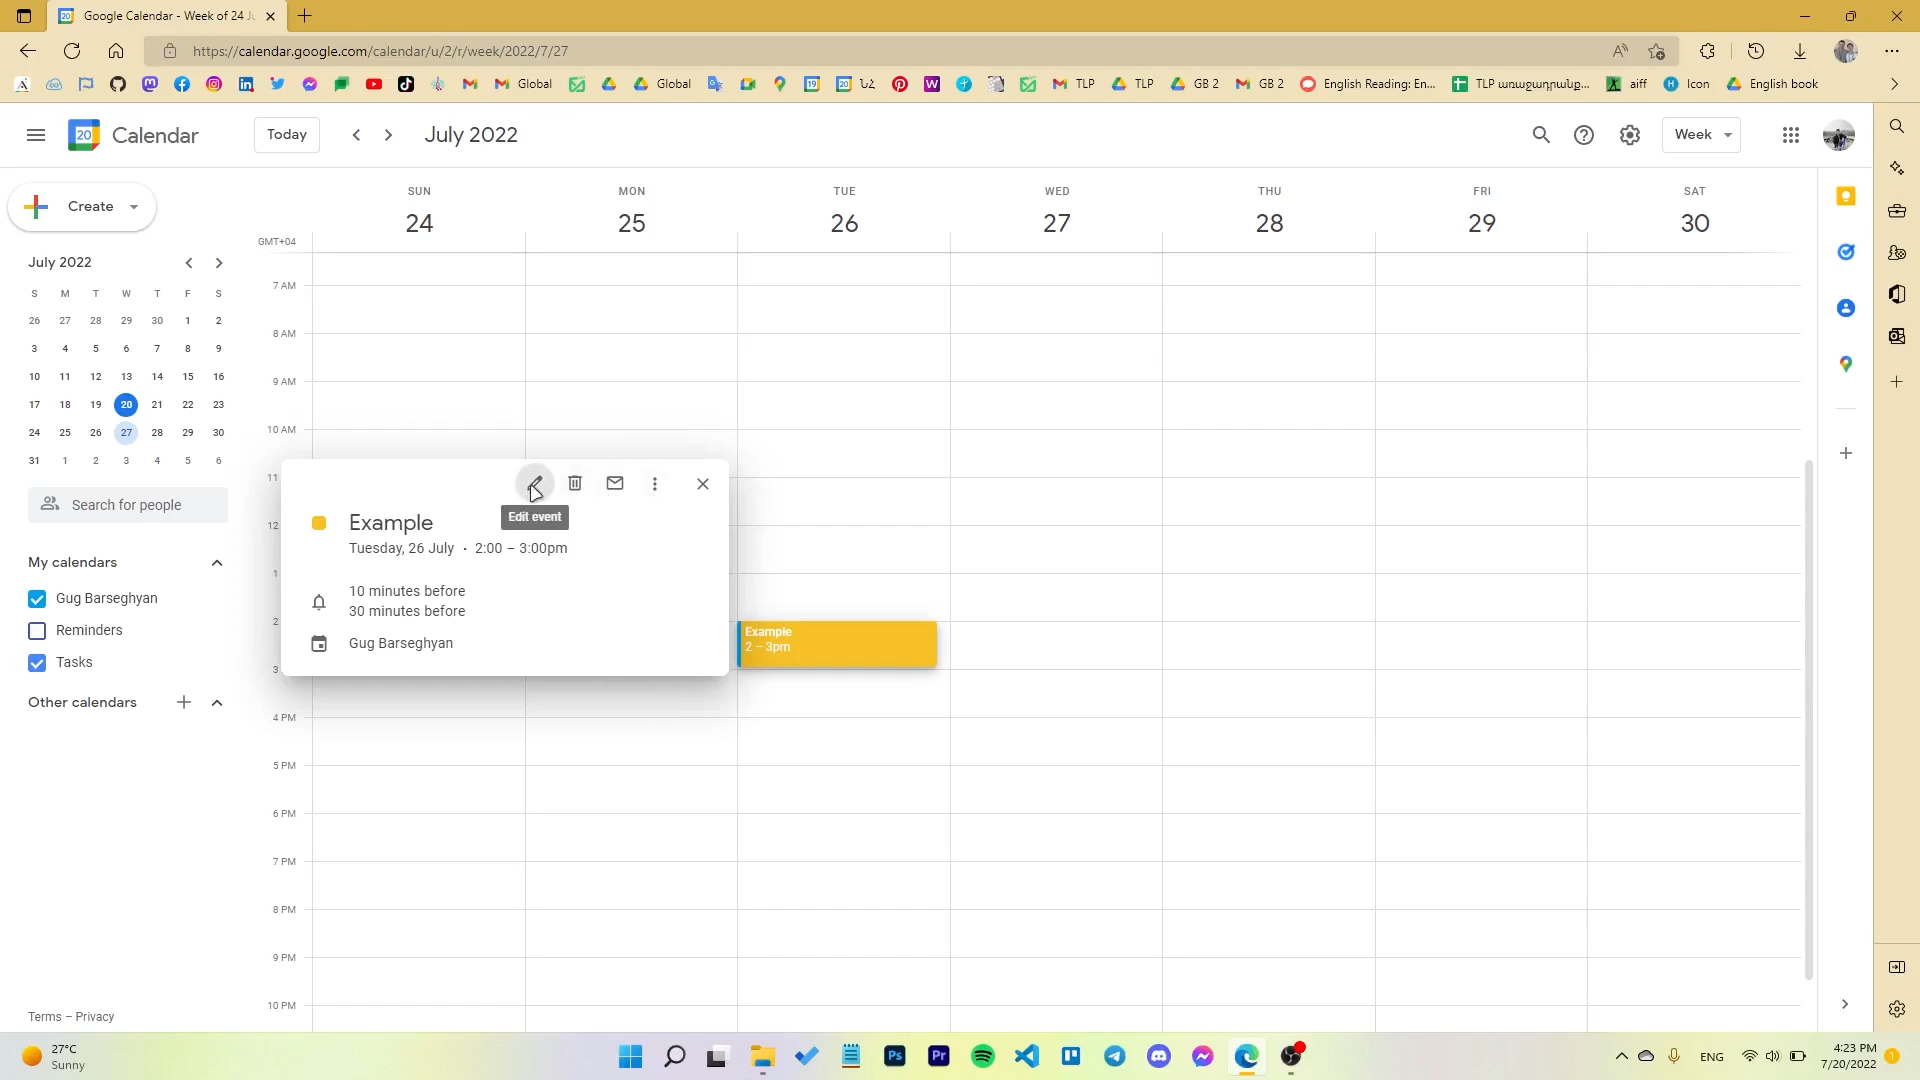 Google Calendar - Week of 24 Ju
https://calendar.google.com/calendar/u/2/r/week/2022/7/27
Global
Global
ՆՀ
TLP
TLP
GB 2
GB 2
English Reading: En...
TLP առաջադրանք...
aiff
Icon
English book
20
Calendar
Today
July 2022
Week
Create
SUN
MON
TUE
WED
THU
FRI
SAT
24
25
26
27
28
29
30
GMT+04
July 2022
S M T W T F S
26 27 28 29 30 1 2
3 4 5 6 7 8 9
10 11 12 13 14 15 16
17 18 19 20 21 22 23
24 25 26 27 28 29 30
31 1 2 3 4 5 6
Search for people
My calendars
Gug Barseghyan
Reminders
Tasks
Other calendars
Terms – Privacy
7 AM
8 AM
9 AM
10 AM
11
12
1
2
3
4 PM
5 PM
6 PM
7 PM
8 PM
9 PM
10 PM
Edit event
Example
Tuesday, 26 July · 2:00 – 3:00pm
10 minutes before
30 minutes before
Gug Barseghyan
Example
2 – 3pm
27°C
Sunny
Ps
Pr
ENG
4:23 PM
7/20/2022
1